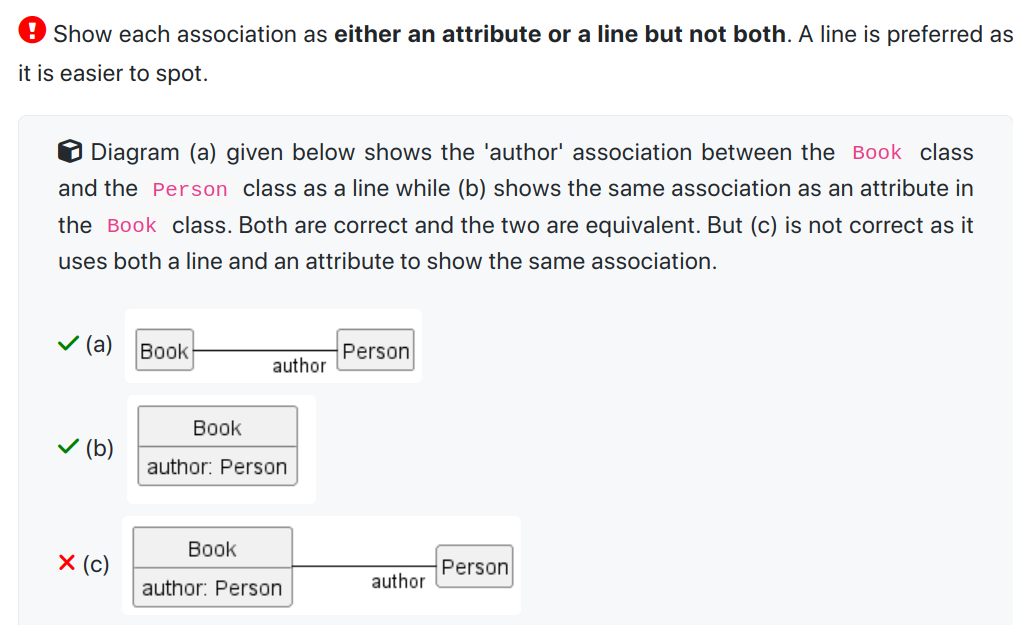 Show each association as either an attribute or a line but not both. A line is preferred as
it is easier to spot.
Diagram (a) given below shows the 'author' association between the Book class
and the Person class as a line while (b) shows the same association as an attribute in
the Book class. Both are correct and the two are equivalent. But (c) is not correct as it
uses both a line and an attribute to show the same association.
(a)
Book
author
Person
(b)
Book
author: Person
(c)
Book
author: Person
author
Person